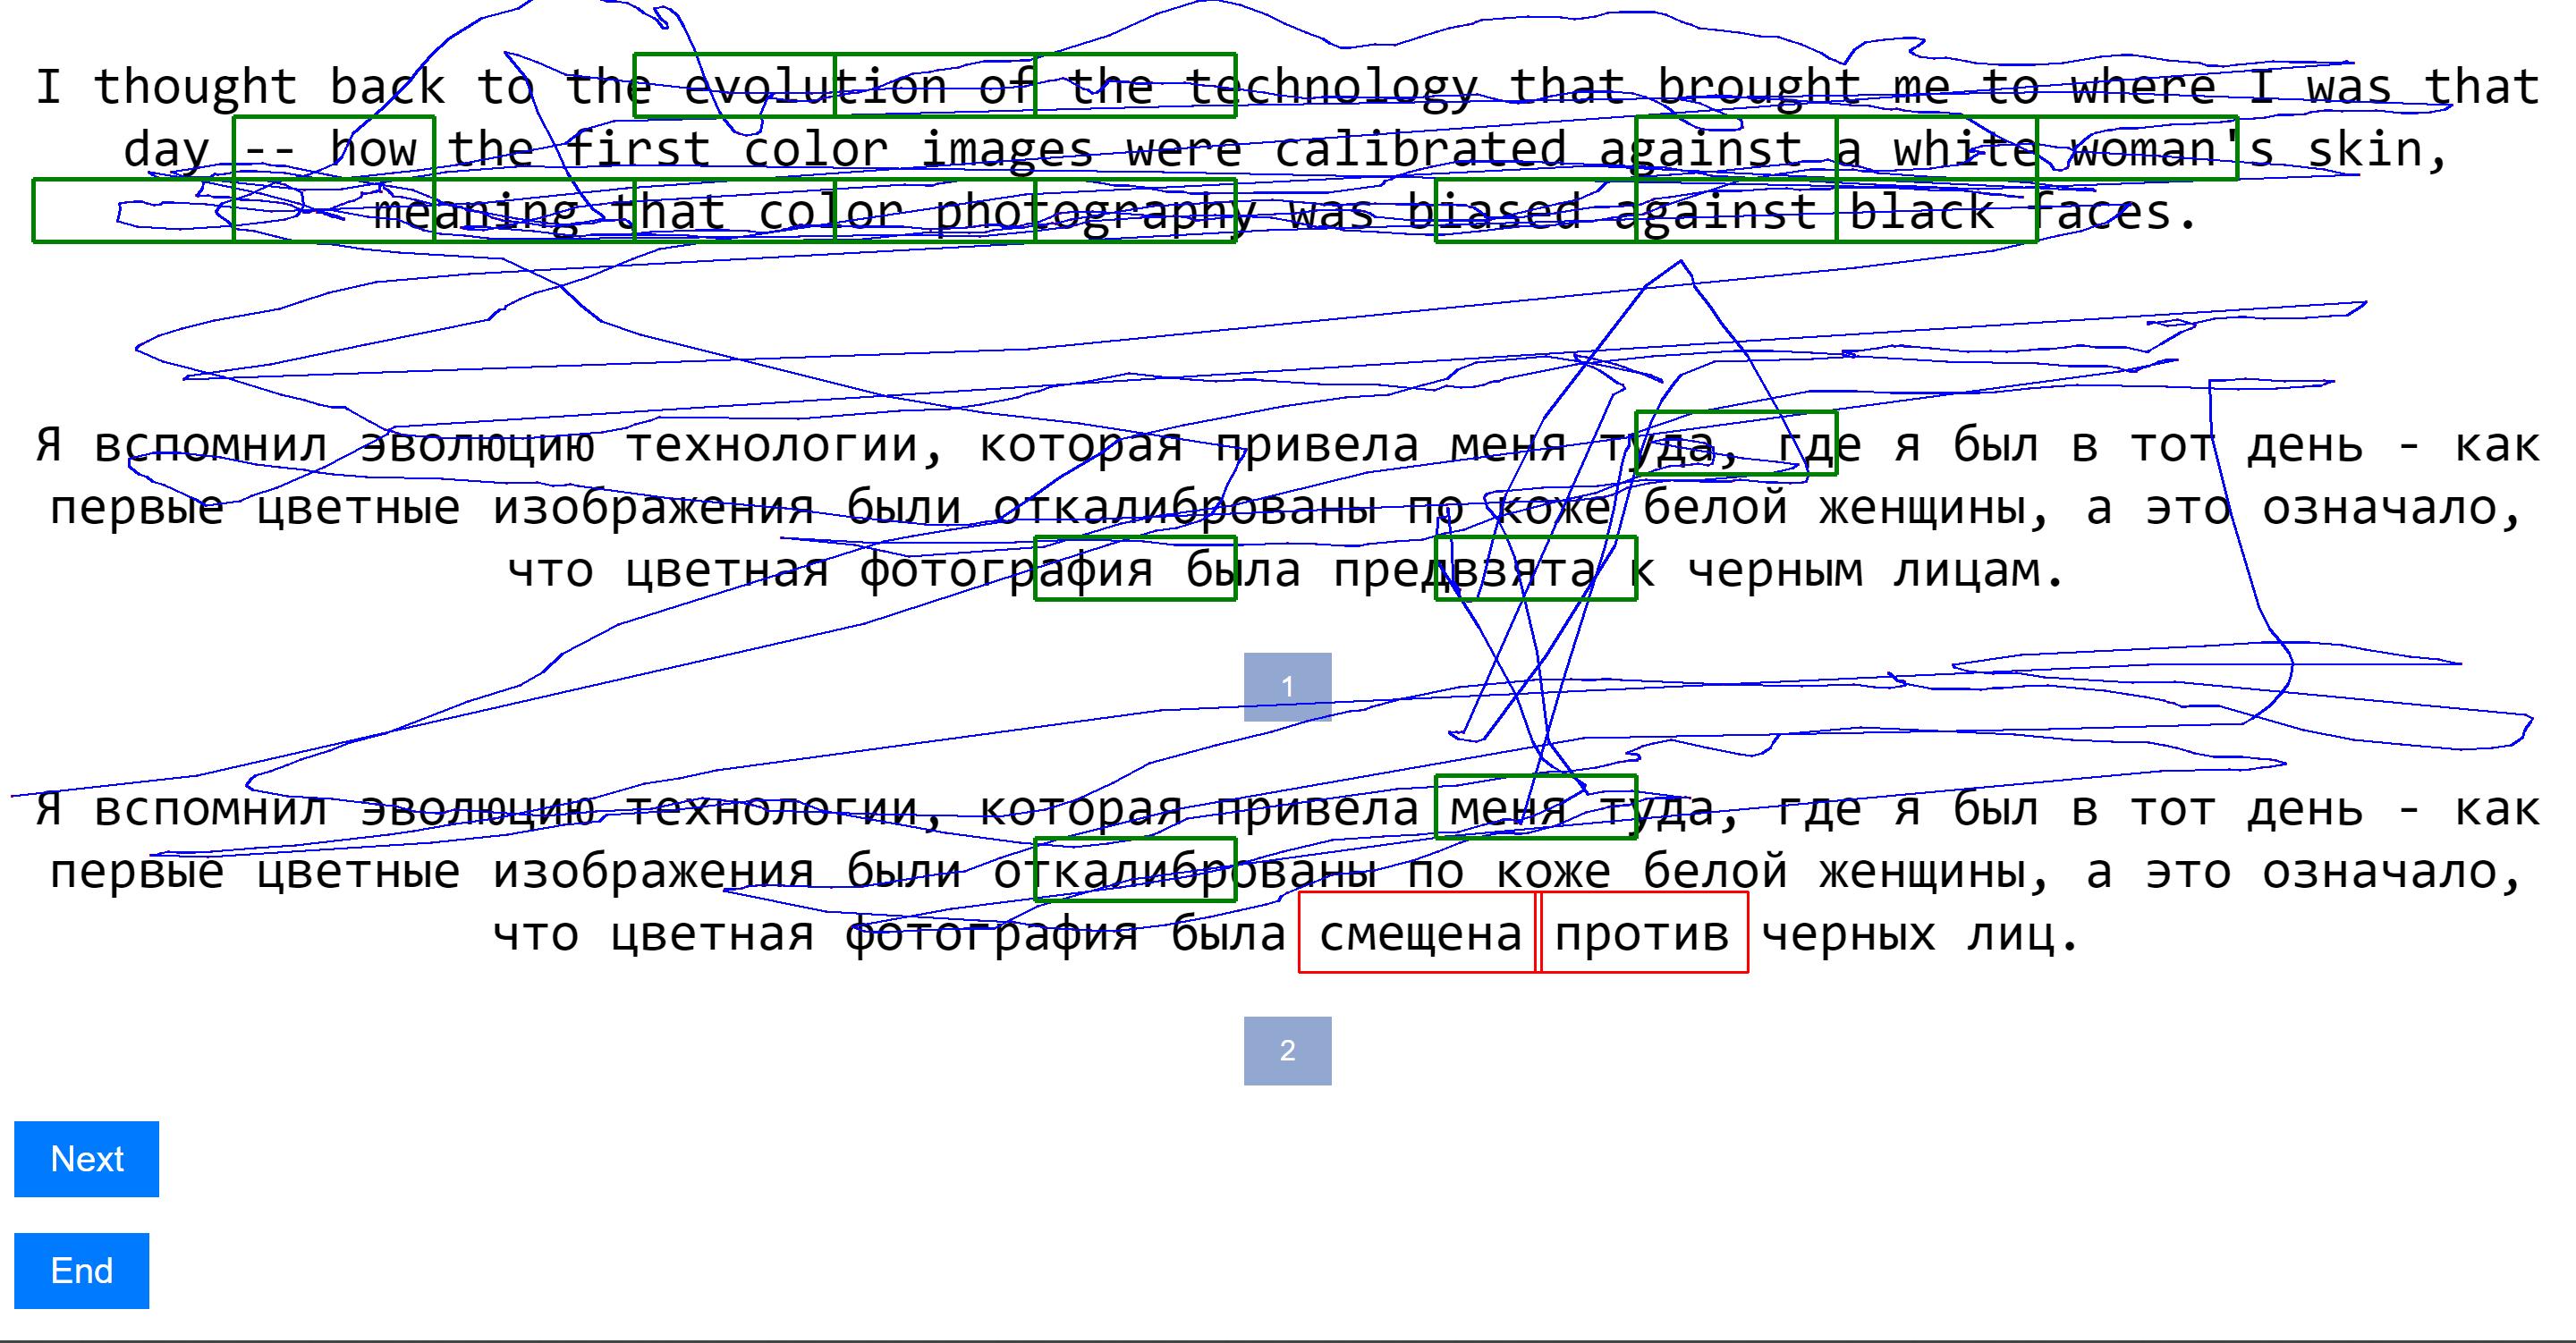 I thought back to the evolution of the technology that brought me to where I was that
day -- how the first color images were calibrated against a white woman's skin,
meaning that color photography was biased against black faces.
Я вспомнил эволюцию технологии, которая привела меня туда, где я был в тот день - как
первые цветные изображения были откалиброваны по коже белой женщины, а это означало,
что цветная фотография была предвзята к черным лицам.
1
Я вспомнил эволюцию технологии, которая привела меня туда, где я был в тот день - как
первые цветные изображения были откалиброваны по коже белой женщины, а это означало,
что цветная фотография была смещена против черных лиц.
2
Next
End